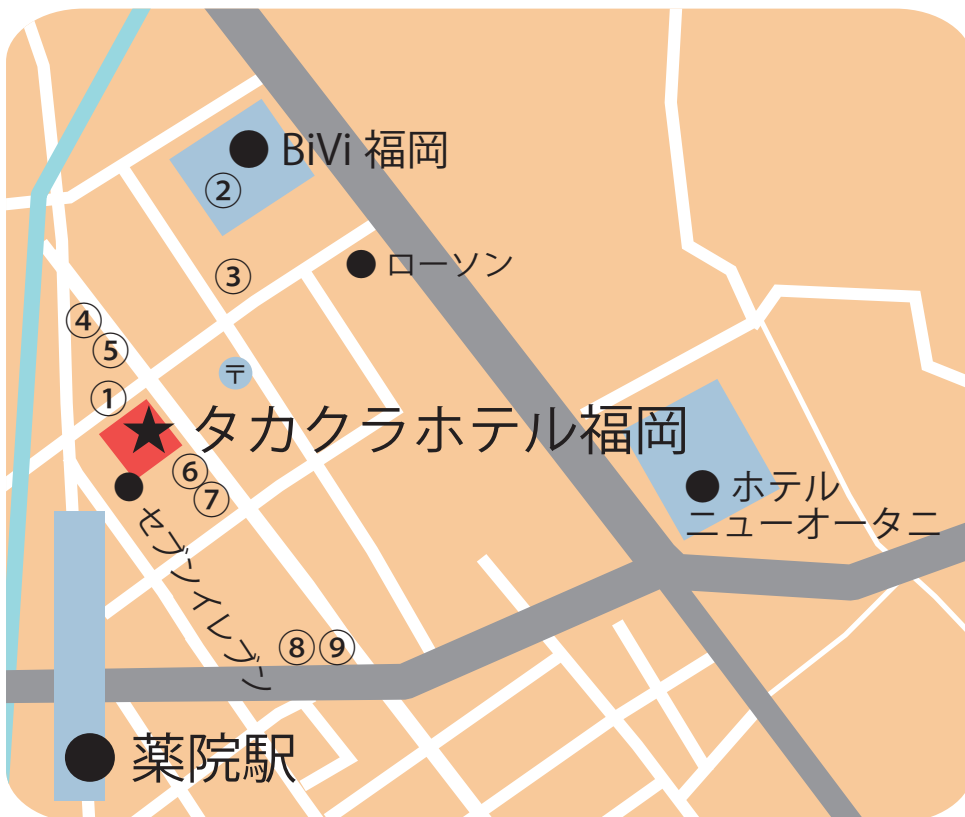 BiVi 福岡
②
③
ローソン
④
⑤
〒
①
タカクラホテル福岡
⑥
⑦
ホテル
ニューオータニ
セブンイレブン
⑧⑨
薬院駅